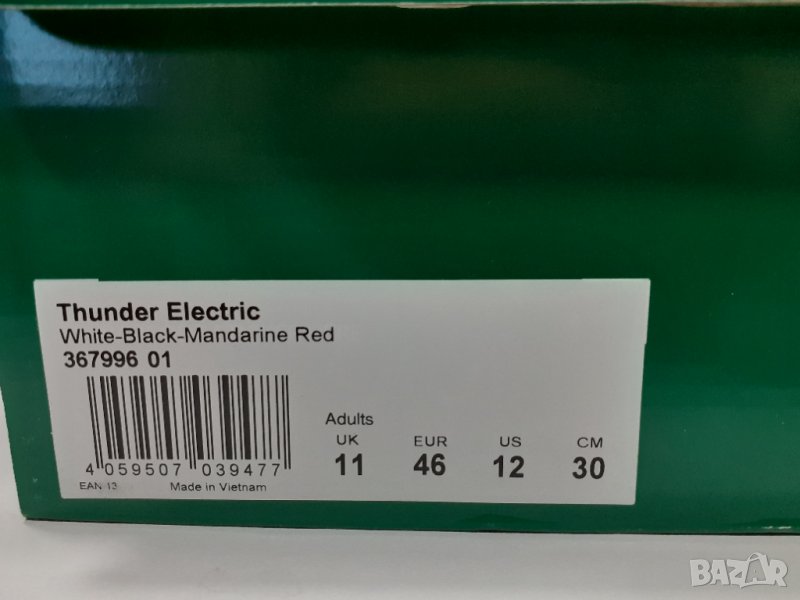 Thunder Electric
White-Black-Mandarine Red
367996 01
4 059507 039477
EAN 13
Made in Vietnam
Adults
UK EUR US CM
11 46 12 30
BAZAR